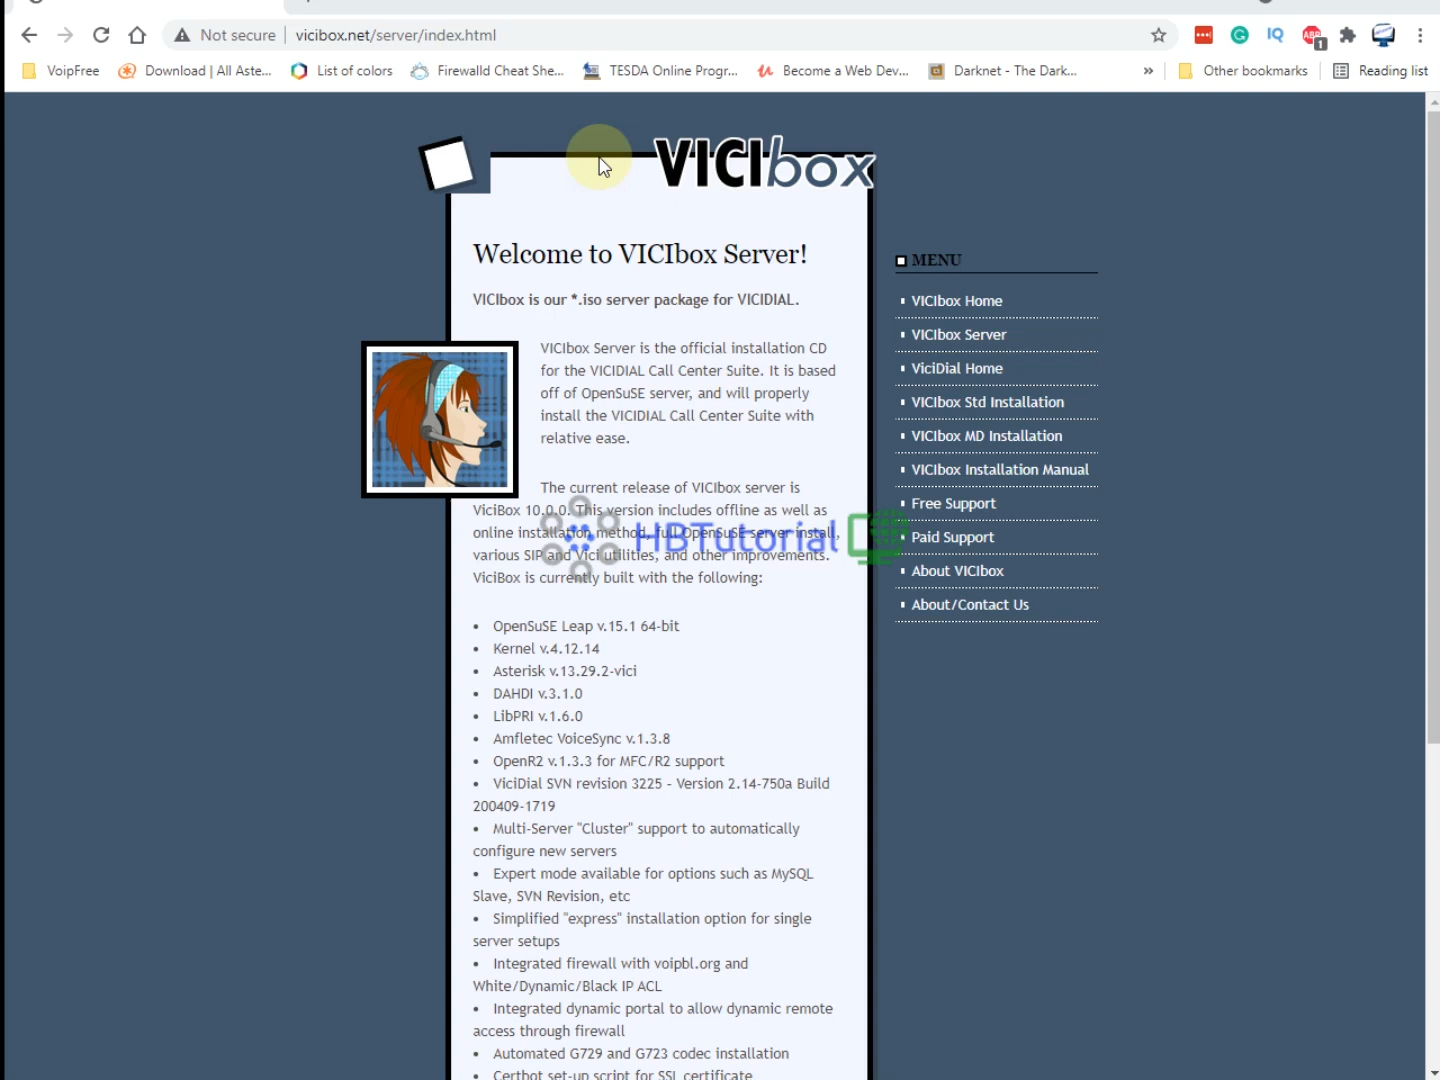 Not secure
vicibox.net/server/index.html
IQ
ABP
1
VoipFree
Download | All Aste...
List of colors
Firewalld Cheat She...
TESDA Online Progr...
Become a Web Dev...
Darknet - The Dark...
»
Other bookmarks
Reading list
VICIbox
Welcome to VICIbox Server!
VICIbox is our *.iso server package for VICIDIAL.
VICIbox Server is the official installation CD
for the VICIDIAL Call Center Suite. It is based
off of OpenSuSE server, and will properly
install the VICIDIAL Call Center Suite with
relative ease.
The current release of VICIbox server is
ViciBox 10.0.0. This version includes offline as well as
online installation method, full OpenSuSE server install,
various SIP and Vici utilities, and other improvements.
ViciBox is currently built with the following:
HBTutorial
• OpenSuSE Leap v.15.1 64-bit
• Kernel v.4.12.14
• Asterisk v.13.29.2-vici
• DAHDI v.3.1.0
• LibPRI v.1.6.0
• Amfletec VoiceSync v.1.3.8
• OpenR2 v.1.3.3 for MFC/R2 support
• ViciDial SVN revision 3225 - Version 2.14-750a Build
200409-1719
• Multi-Server "Cluster" support to automatically
configure new servers
• Expert mode available for options such as MySQL
Slave, SVN Revision, etc
• Simplified "express" installation option for single
server setups
• Integrated firewall with voipbl.org and
White/Dynamic/Black IP ACL
• Integrated dynamic portal to allow dynamic remote
access through firewall
• Automated G729 and G723 codec installation
• Certbot set-up script for SSL certificate
MENU
VICIbox Home
VICIbox Server
ViciDial Home
VICIbox Std Installation
VICIbox MD Installation
VICIbox Installation Manual
Free Support
Paid Support
About VICIbox
About/Contact Us